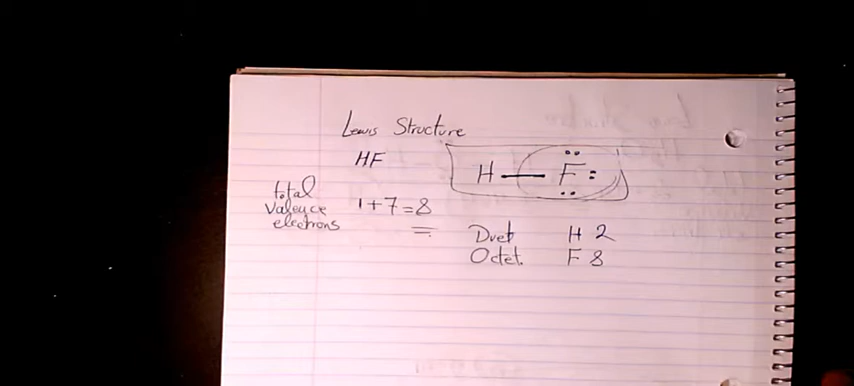 Lewis Structure
HF
H — F:
total
valence
electrons
1+7=8
Duet H 2
Octet. F 8